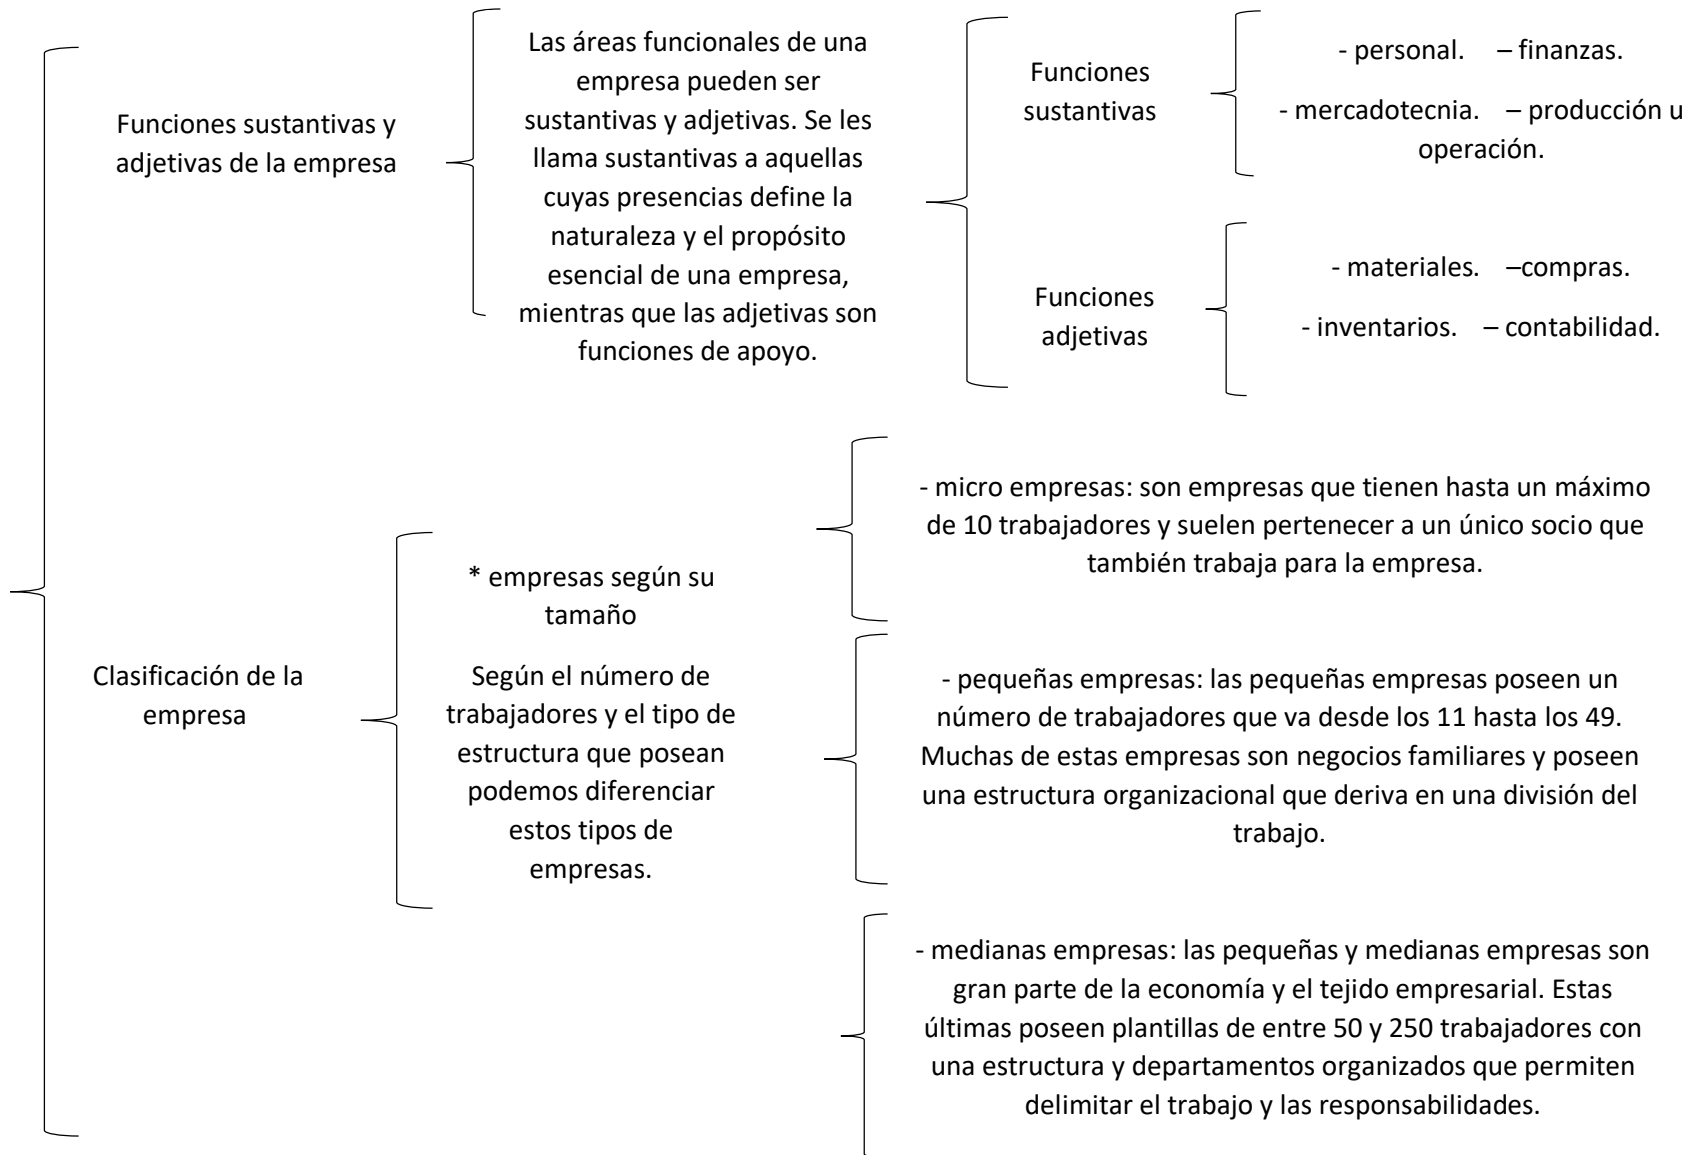 Funciones sustantivas y
adjetivas de la empresa
Las áreas funcionales de una
empresa pueden ser
sustantivas y adjetivas. Se les
llama sustantivas a aquellas
cuyas presencias define la
naturaleza y el propósito
esencial de una empresa,
mientras que las adjetivas son
funciones de apoyo.
Funciones
sustantivas
- personal. – finanzas.
- mercadotecnia. – producción u
operación.
Funciones
adjetivas
- materiales. –compras.
- inventarios. – contabilidad.
Clasificación de la
empresa
* empresas según su
tamaño
Según el número de
trabajadores y el tipo de
estructura que posean
podemos diferenciar
estos tipos de
empresas.
- micro empresas: son empresas que tienen hasta un máximo
de 10 trabajadores y suelen pertenecer a un único socio que
también trabaja para la empresa.
- pequeñas empresas: las pequeñas empresas poseen un
número de trabajadores que va desde los 11 hasta los 49.
Muchas de estas empresas son negocios familiares y poseen
una estructura organizacional que deriva en una división del
trabajo.
- medianas empresas: las pequeñas y medianas empresas son
gran parte de la economía y el tejido empresarial. Estas
últimas poseen plantillas de entre 50 y 250 trabajadores con
una estructura y departamentos organizados que permiten
delimitar el trabajo y las responsabilidades.